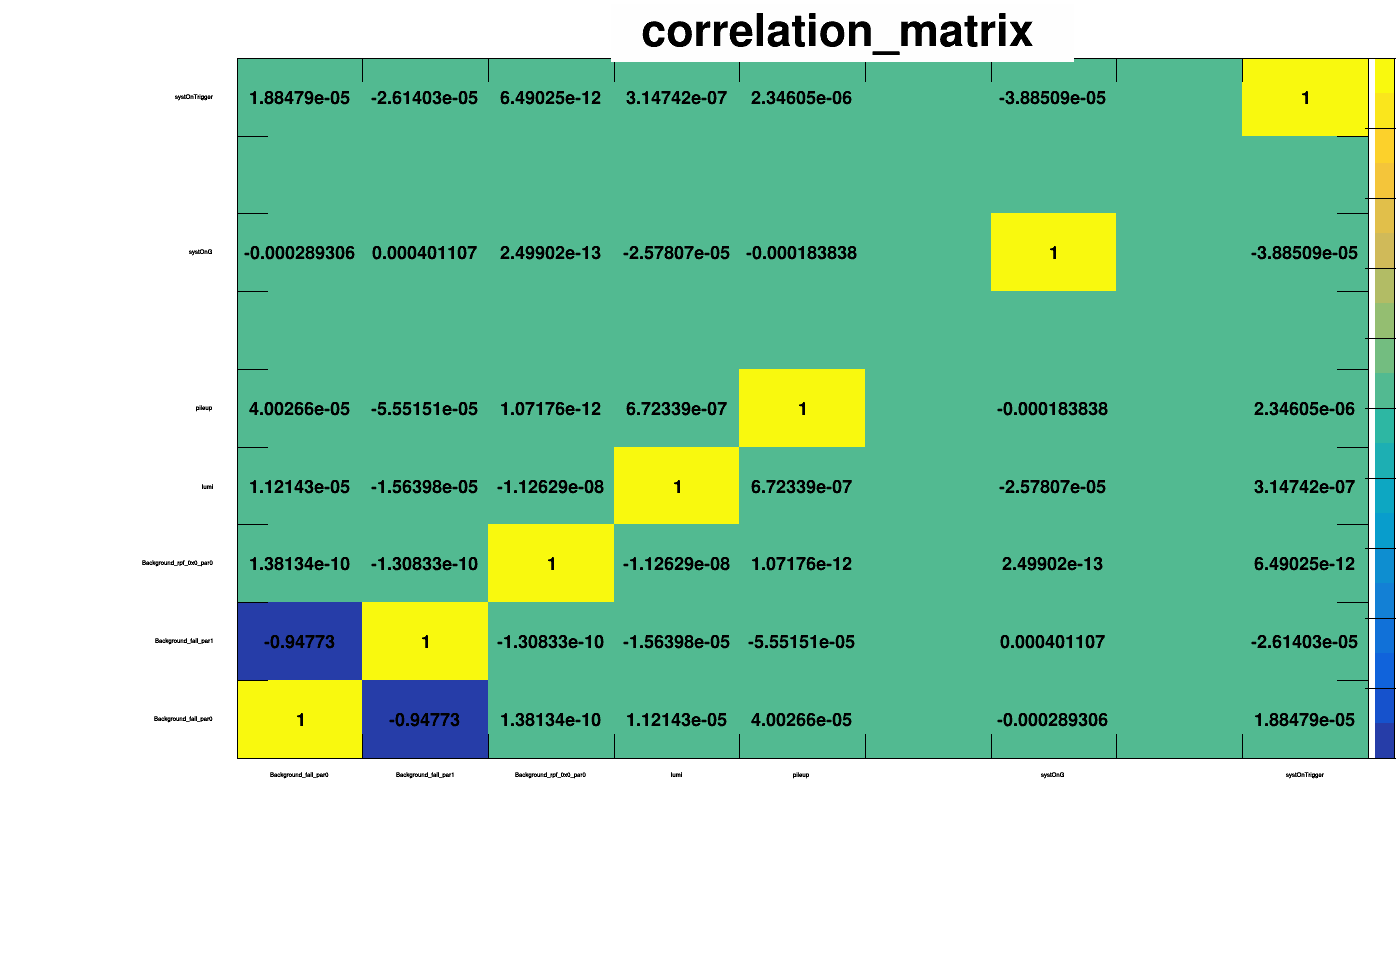 correlation_matrix
systOnTrigger 1.88479e-05 -2.61403e-05 6.49025e-12 3.14742e-07 2.34605e-06 -3.88509e-05 1
systOnG -0.000289306 0.000401107 2.49902e-13 -2.57807e-05 -0.000183838 1 -3.88509e-05
pileup 4.00266e-05 -5.55151e-05 1.07176e-12 6.72339e-07 1 -0.000183838 2.34605e-06
lumi 1.12143e-05 -1.56398e-05 -1.12629e-08 1 6.72339e-07 -2.57807e-05 3.14742e-07
Background_rpf_0x0_par0 1.38134e-10 -1.30833e-10 1 -1.12629e-08 1.07176e-12 2.49902e-13 6.49025e-12
Background_fail_par1 -0.94773 1 -1.30833e-10 -1.56398e-05 -5.55151e-05 0.000401107 -2.61403e-05
Background_fail_par0 1 -0.94773 1.38134e-10 1.12143e-05 4.00266e-05 -0.000289306 1.88479e-05
Background_fail_par0 Background_fail_par1 Background_rpf_0x0_par0 lumi pileup systOnG systOnTrigger